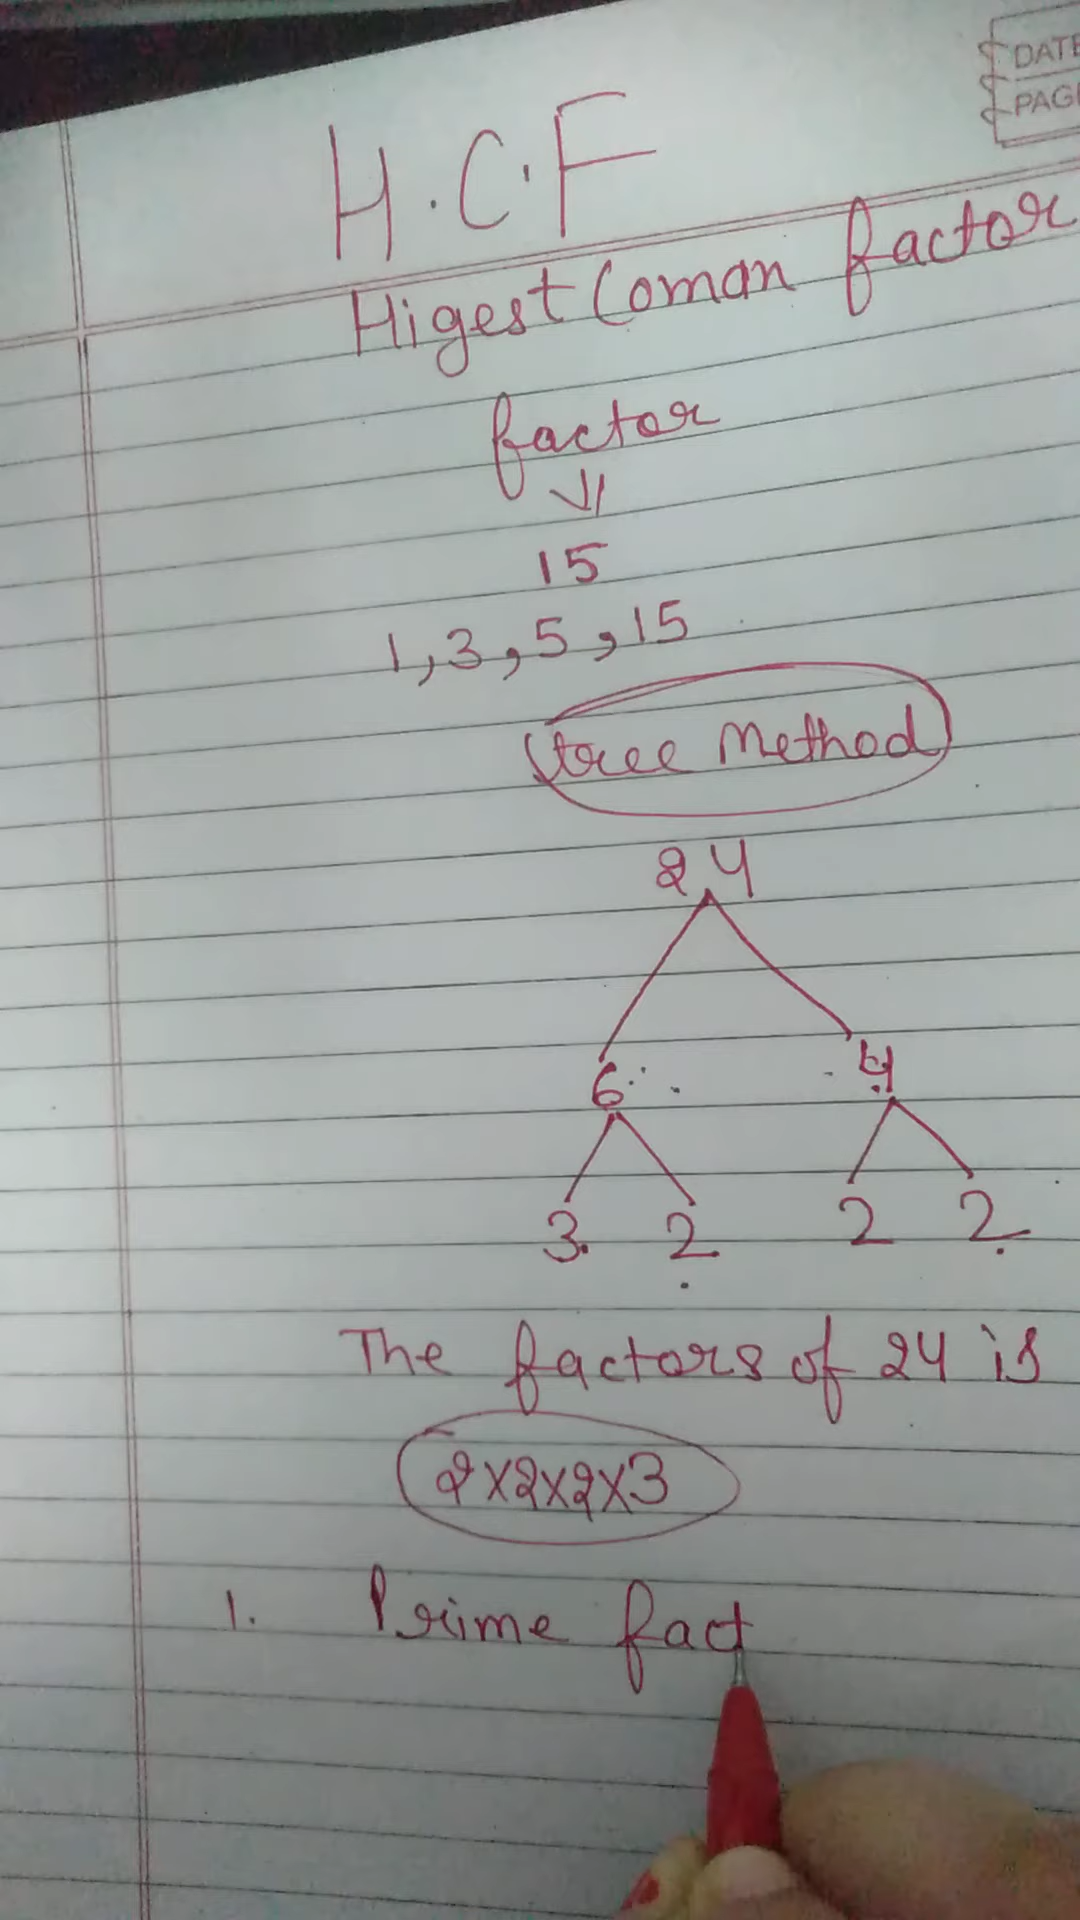 DATE
PAG
H.C.F
Higest Coman factor
factor
15
1,3,5,15
tree Method
24
6 4
3 2 2 2
The factors of 24 is
2x2x2x3
1. Prime fact